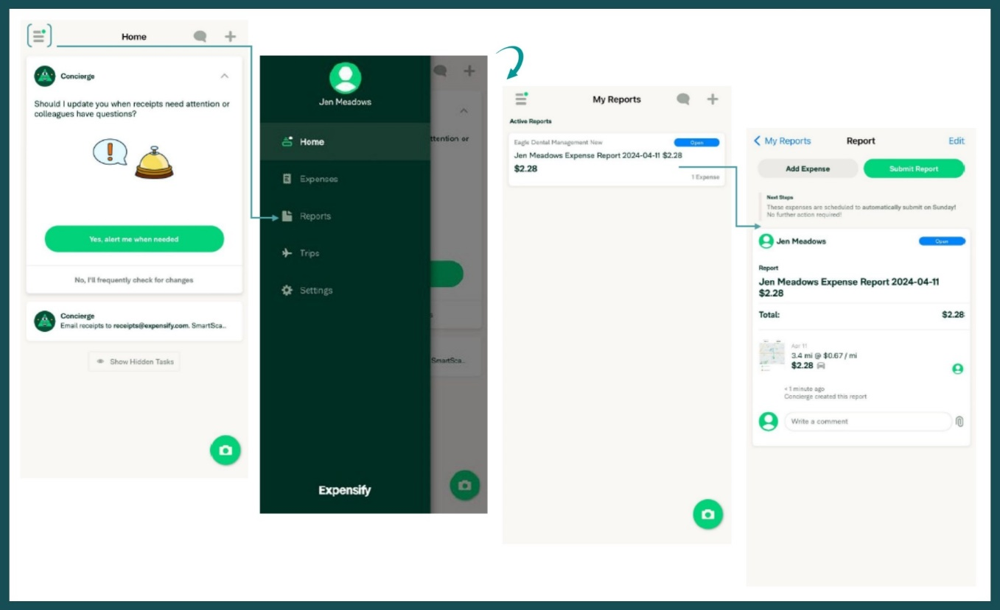 Home
Concierge
Should I update you when receipts need attention or
colleagues have questions?
Yes, alert me when needed
No, I'll frequently check for changes
Concierge
Email receipts to receipts@expensify.com. SmartSca...
Show Hidden Tasks
Jen Meadows
Home
Expenses
Reports
Trips
Settings
Expensify
ttention or
SmartSca...
My Reports
Active Reports
Eagle Dental Management New
Open
Jen Meadows Expense Report 2024-04-11 $2.28
$2.28
1 Expense
My Reports
Report
Edit
Add Expense
Submit Report
Next Steps
These expenses are scheduled to automatically submit on Sunday!
No further action required!
Jen Meadows
Open
Report
Jen Meadows Expense Report 2024-04-11
$2.28
Total:
$2.28
Apr 11
3.4 mi @ $0.67 / mi
$2.28
< 1 minute ago
Concierge created this report
Write a comment